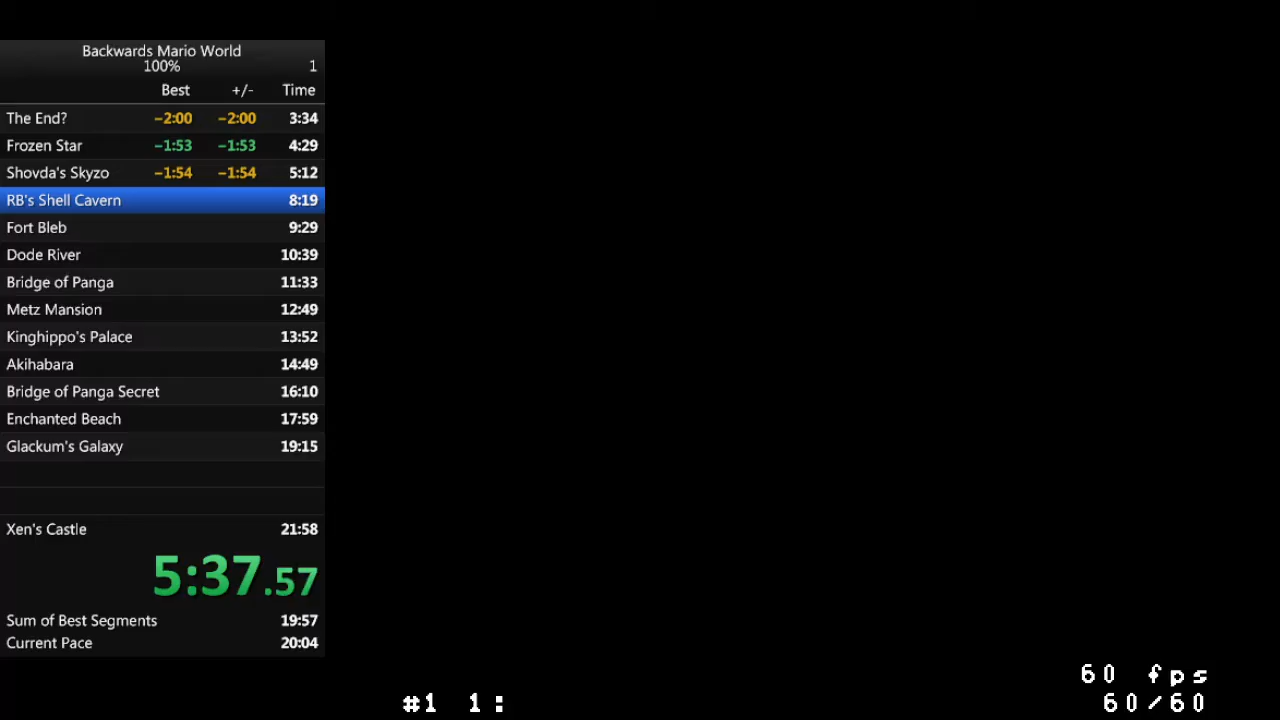 Backwards Mario World
100% 1
Best +/- Time
The End? −2:00 −2:00 3:34
Frozen Star −1:53 −1:53 4:29
Shovda's Skyzo −1:54 −1:54 5:12
RB's Shell Cavern 8:19
Fort Bleb 9:29
Dode River 10:39
Bridge of Panga 11:33
Metz Mansion 12:49
Kinghippo's Palace 13:52
Akihabara 14:49
Bridge of Panga Secret 16:10
Enchanted Beach 17:59
Glackum's Galaxy 19:15
Xen's Castle 21:58
5:37.57
Sum of Best Segments 19:57
Current Pace 20:04
60 fps
#1 1: 60/60